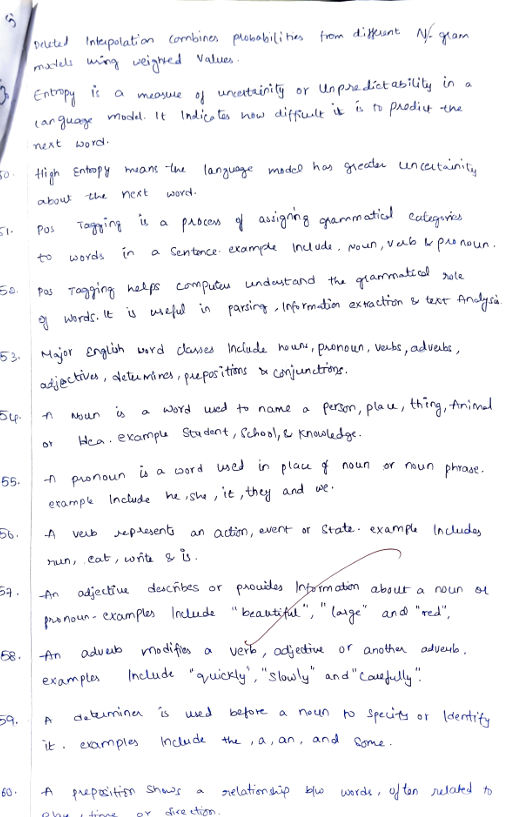 Deleted Interpolation combines probabilities from different N-gram
models using weighted values.
Entropy is a measure of uncertainity or Unpredictability in a
language model. It Indicates how difficult it is to predict the
next word.
50. High Entropy means the language model has greater uncertainity
about the next word.
51. Pos Tagging is a process of assigning grammatical categories
to words in a sentence. example Include. Noun, verb & pronoun.
52. Pos Tagging helps computer understand the grammatical role
of words. It is useful in parsing, Information extraction & text Analysis.
53. Major English word classes Include nouns, pronoun, verbs, adverbs,
adjectives, determines, prepositions & conjunctions.
54. A Noun is a word used to name a person, place, thing, Animal
or Idea. example Student, School, & Knowledge.
55. A pronoun is a word used in place of noun or noun phrase.
example Include he, she, it, they and we.
56. A verb represents an action, event or state. example Includes
run, eat, write & is.
57. An adjective describes or provides Information about a noun or
pronoun - examples Include "beautiful", "large" and "red".
58. An adverb modifies a verb, adjective or another adverb.
examples Include "quickly", "slowly" and "Carefully".
59. A determiner is used before a noun to specify or Identify
it. examples Include the, a, an, and Some.
60. A preposition shows a relationship b/w words, often related to
time or direction.